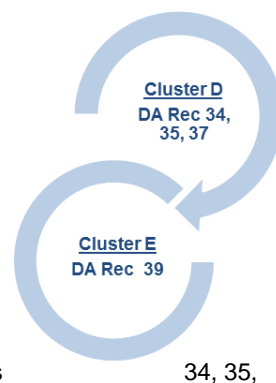 Cluster D
DA Rec 34,
35, 37
Cluster E
DA Rec 39
s 34, 35,